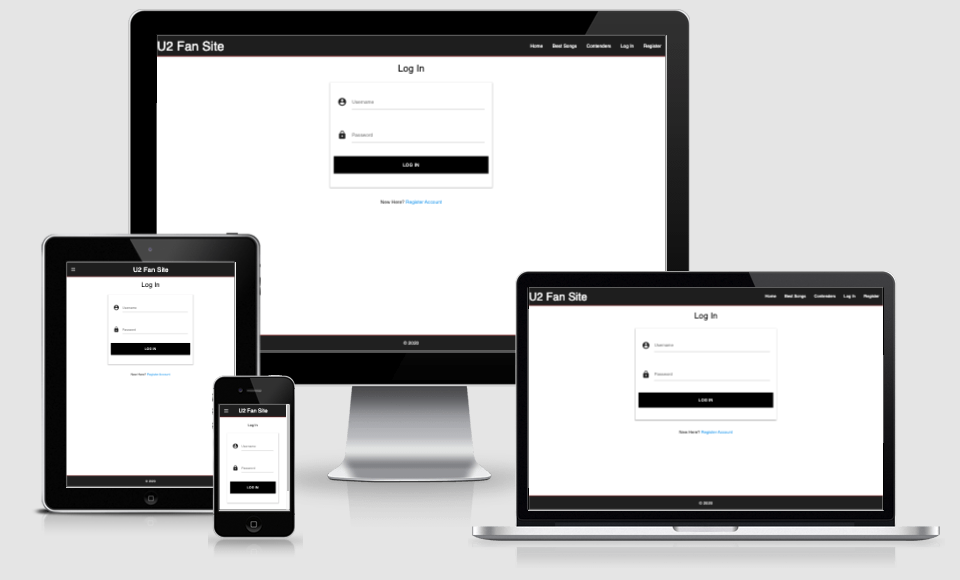 U2 Fan Site
Home Best Songs Contenders Log In Register
Log In
Username
Password
LOG IN
New Here? Register Account
© 2020
U2 Fan Site
Log In
Username
Password
LOG IN
New Here? Register Account
© 2020
U2 Fan Site
Log In
Username
Password
LOG IN
U2 Fan Site
Home Best Songs Contenders Log In Register
Log In
Username
Password
LOG IN
New Here? Register Account
© 2020